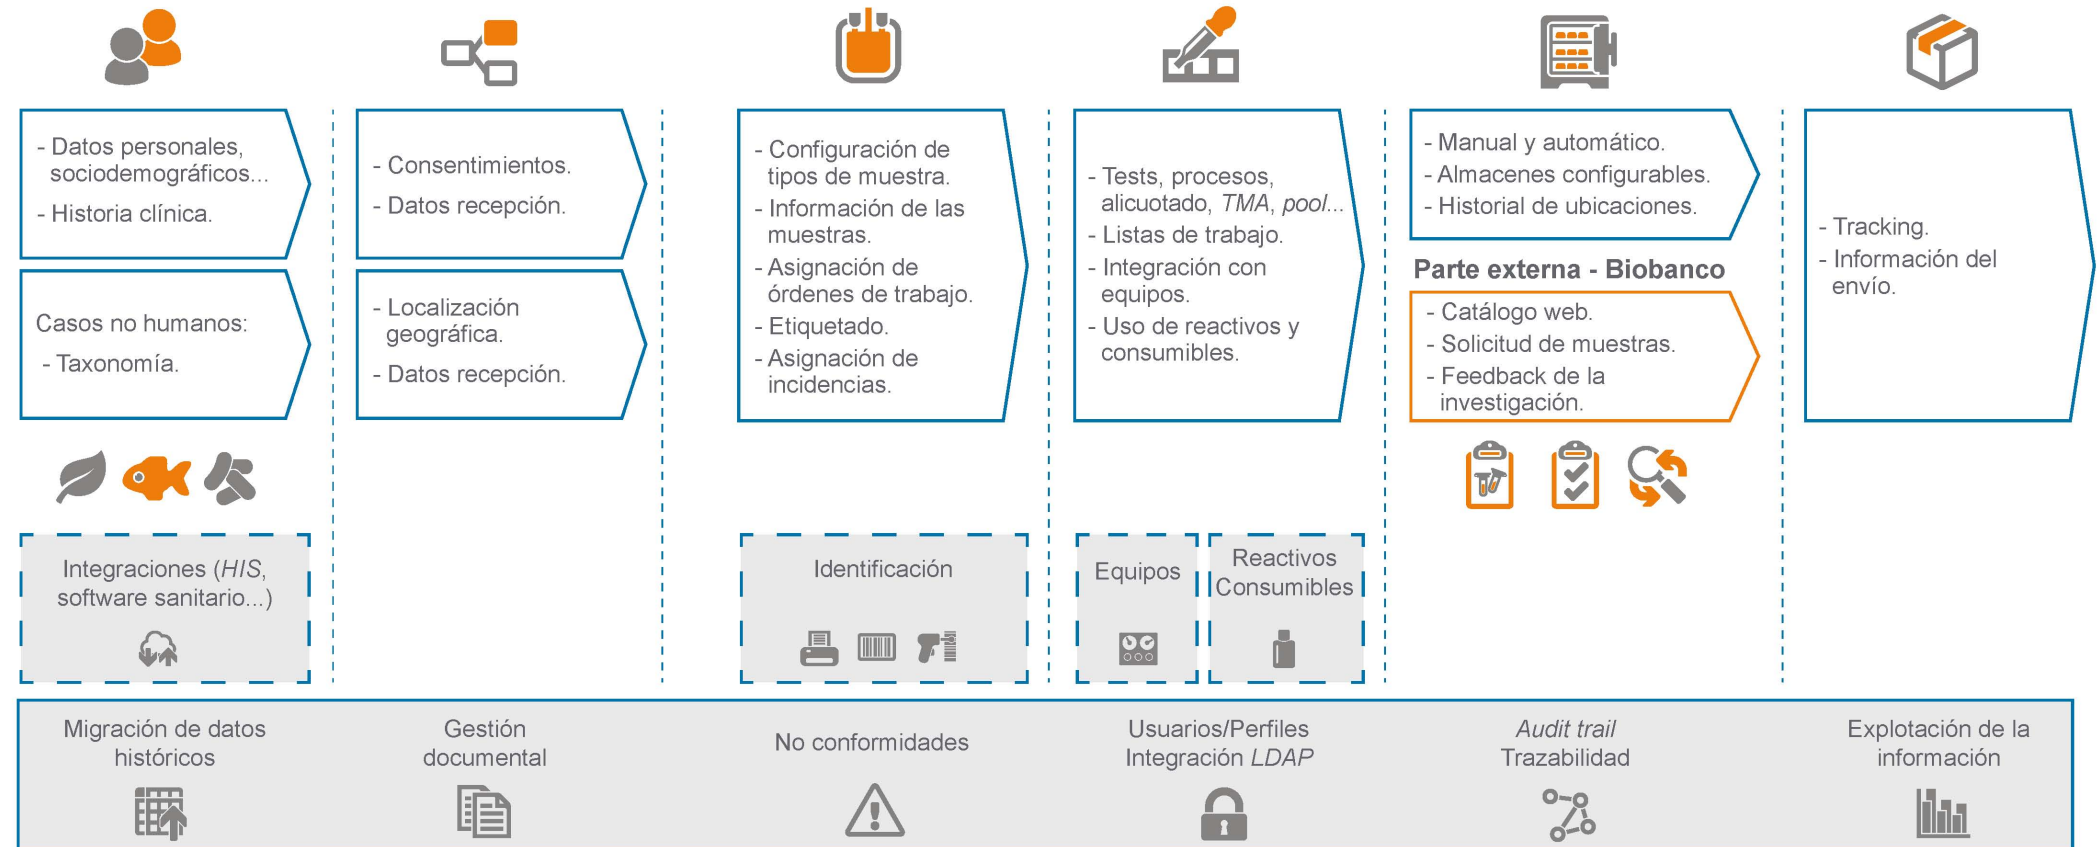 - Datos personales,
sociodemográficos...
- Historia clínica.
Casos no humanos:
- Taxonomía.
- Consentimientos.
- Datos recepción.
- Localización
geográfica.
- Datos recepción.
- Configuración de
tipos de muestra.
- Información de las
muestras.
- Asignación de
órdenes de trabajo.
- Etiquetado.
- Asignación de
incidencias.
- Tests, procesos,
alicuotado, TMA, pool...
- Listas de trabajo.
- Integración con
equipos.
- Uso de reactivos y
consumibles.
- Manual y automático.
- Almacenes configurables.
- Historial de ubicaciones.
Parte externa - Biobanco
- Catálogo web.
- Solicitud de muestras.
- Feedback de la
investigación.
- Tracking.
- Información del
envío.
Integraciones (HIS,
software sanitario...)
Identificación
Equipos
Reactivos
Consumibles
Migración de datos
históricos
Gestión
documental
No conformidades
Usuarios/Perfiles
Integración LDAP
Audit trail
Trazabilidad
Explotación de la
información